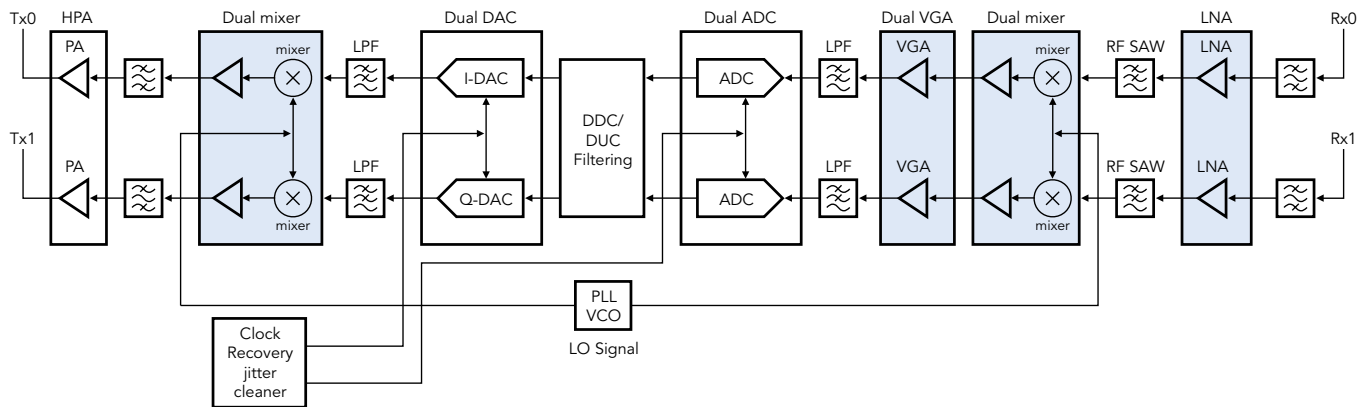 Tx0
HPA
Dual mixer
Dual DAC
Dual ADC
Dual VGA
Dual mixer
LNA
Rx0
PA
mixer
LPF
I-DAC
ADC
LPF
VGA
mixer
RF SAW
LNA
DDC/
DUC
Filtering
Tx1
PA
mixer
LPF
Q-DAC
ADC
LPF
VGA
mixer
RF SAW
LNA
Rx1
PLL
VCO
LO Signal
Clock
Recovery
jitter
cleaner